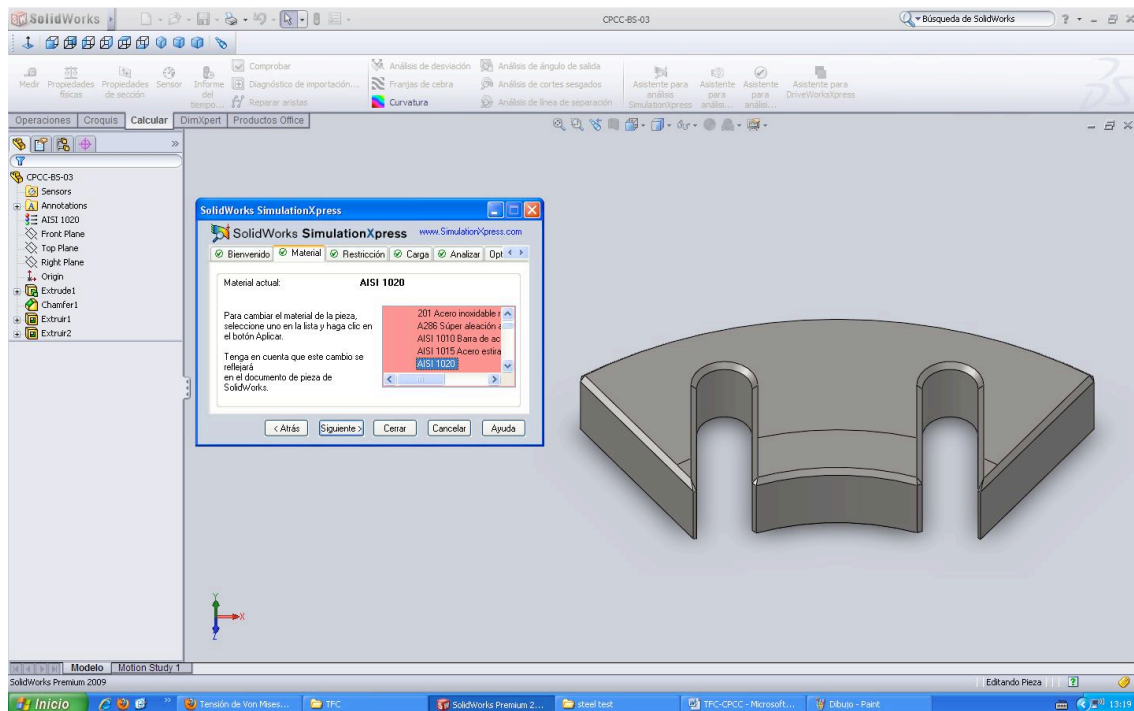 SolidWorks CPCC-BS-03 Búsqueda de SolidWorks ?
Medir Propiedades físicas Propiedades de sección Sensor Informe del tiempo... Comprobar Análisis de desviación Análisis de ángulo de salida Asistente para análisis SimulationXpress Asistente para análisi... Asistente para análisi... Asistente para DriveWorksXpress
Diagnóstico de importación... Franjas de cebra Análisis de cortes sesgados
Reparar aristas Curvatura Análisis de línea de separación
Operaciones Croquis Calcular DimXpert Productos Office
CPCC-BS-03
Sensors
Annotations
AISI 1020
Front Plane
Top Plane
Right Plane
Origin
Extrude1
Chamfer1
Extruir1
Extruir2
SolidWorks SimulationXpress
SolidWorks SimulationXpress www.SimulationXpress.com
Bienvenido Material Restricción Carga Analizar Opt
Material actual: AISI 1020
Para cambiar el material de la pieza,
seleccione uno en la lista y haga clic en
el botón Aplicar.
Tenga en cuenta que este cambio se
reflejará
en el documento de pieza de
SolidWorks.
201 Acero inoxidable r
A286 Súper aleación a
AISI 1010 Barra de ac
AISI 1015 Acero estira
AISI 1020
< Atrás Siguiente > Cerrar Cancelar Ayuda
Y
X
Z
Modelo Motion Study 1
SolidWorks Premium 2009 Editando Pieza
Inicio Tensión de Von Mises... TFC SolidWorks Premium 2... steel test TFC-CPCC - Microsoft... Dibujo - Paint 13:19